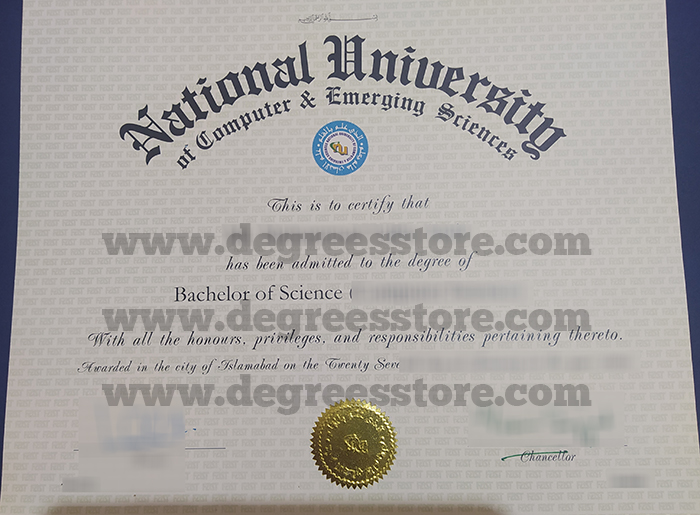 National University
of Computer & Emerging Sciences
This is to certify that
www.degreesstore.com
has been admitted to the degree of
Bachelor of Science (
www.degreesstore.com
With all the honours, privileges, and responsibilities pertaining thereto.
Awarded in the city of Islamabad on the Twenty Seve
www.degreesstore.com
Chancellor